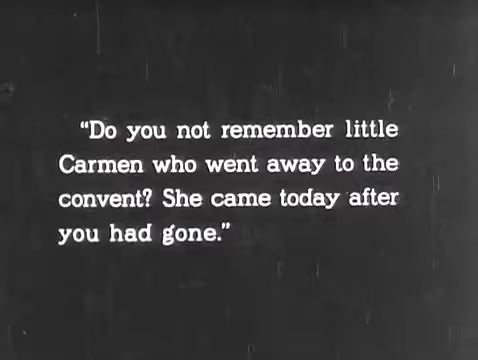 “Do you not remember little
Carmen who went away to the
convent? She came today after
you had gone.”